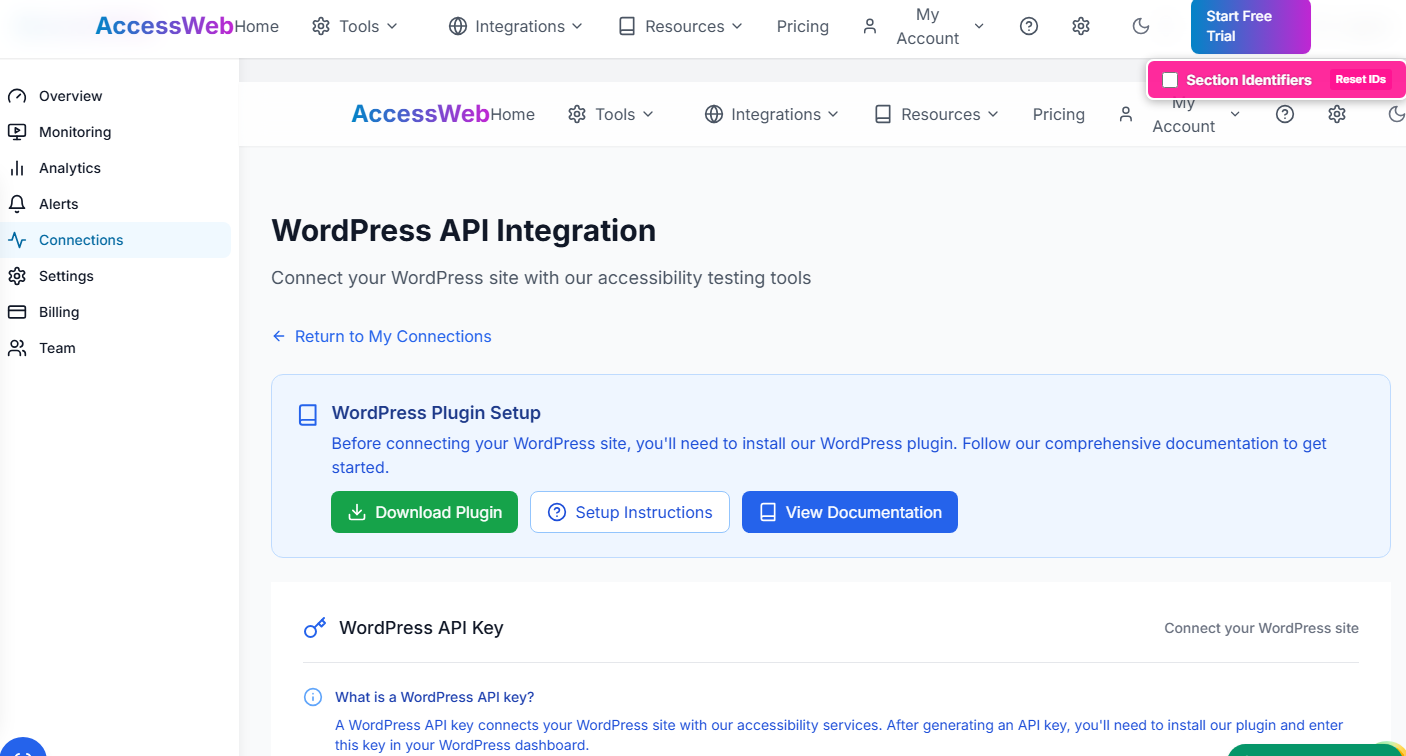 AccessWeb Home Tools Integrations Resources Pricing My Account Start Free Trial
Section Identifiers Reset IDs
Overview
Monitoring
Analytics
Alerts
Connections
Settings
Billing
Team
AccessWeb Home Tools Integrations Resources Pricing My Account
WordPress API Integration
Connect your WordPress site with our accessibility testing tools
Return to My Connections
WordPress Plugin Setup
Before connecting your WordPress site, you'll need to install our WordPress plugin. Follow our comprehensive documentation to get
started.
Download Plugin Setup Instructions View Documentation
WordPress API Key Connect your WordPress site
What is a WordPress API key?
A WordPress API key connects your WordPress site with our accessibility services. After generating an API key, you'll need to install our plugin and enter
this key in your WordPress dashboard.